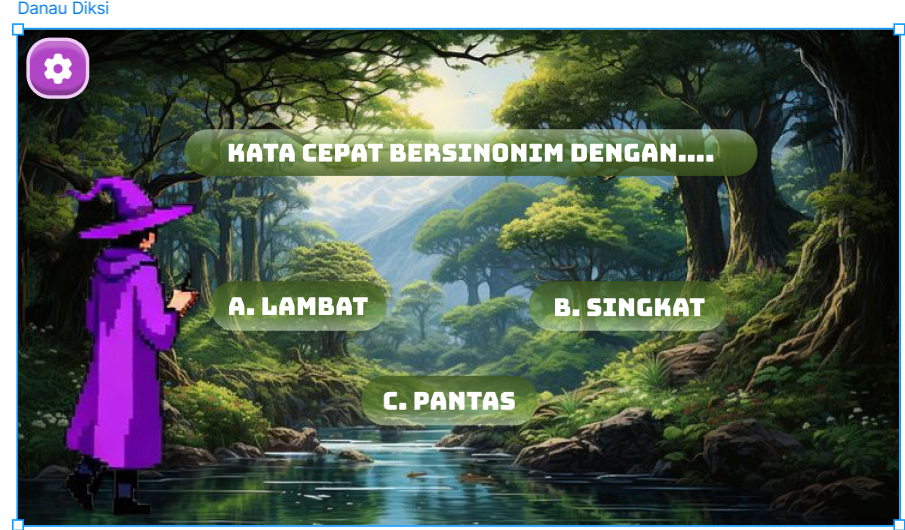 Danau Diksi
KATA CEPAT BERSINONIM DENGAN....
A. LAMBAT
B. SINGKAT
C. PANTAS